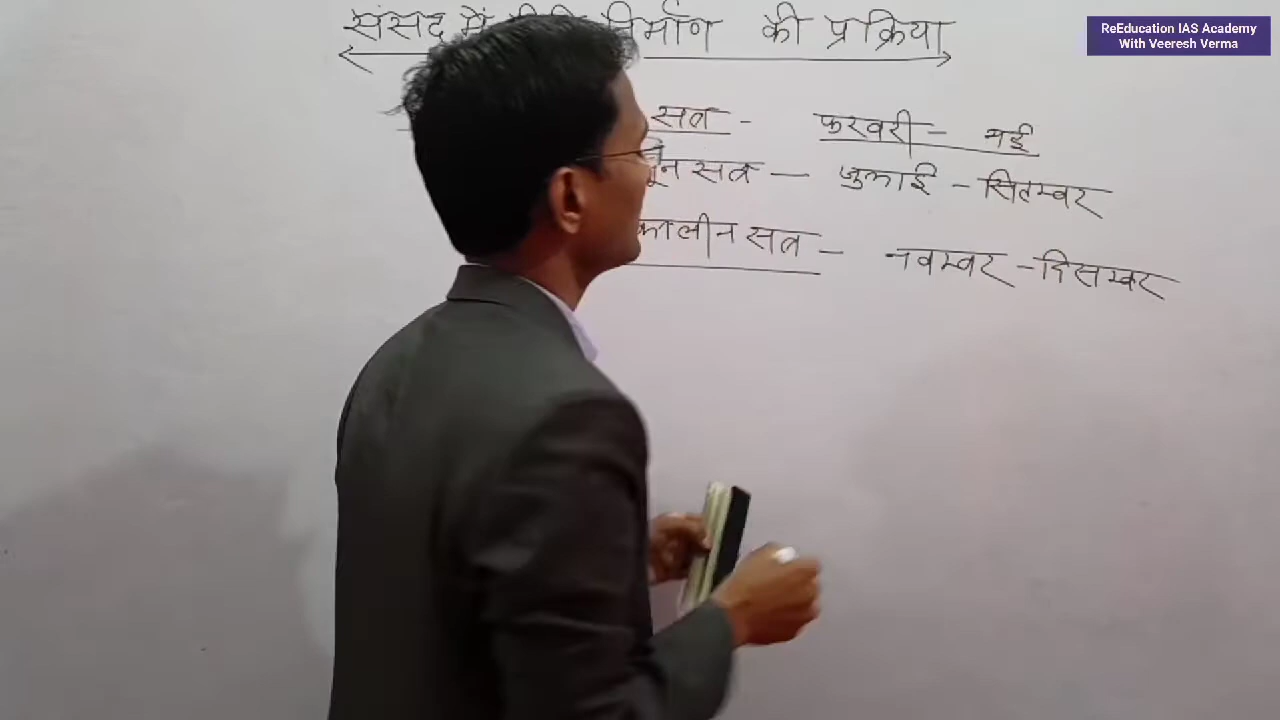 संसद में निर्माण की प्रक्रिया
सत्र - फरवरी - मई
सत्र - जुलाई - सितम्बर
कालीन सत्र - नवम्बर - दिसम्बर
ReEducation IAS Academy
With Veeresh Verma